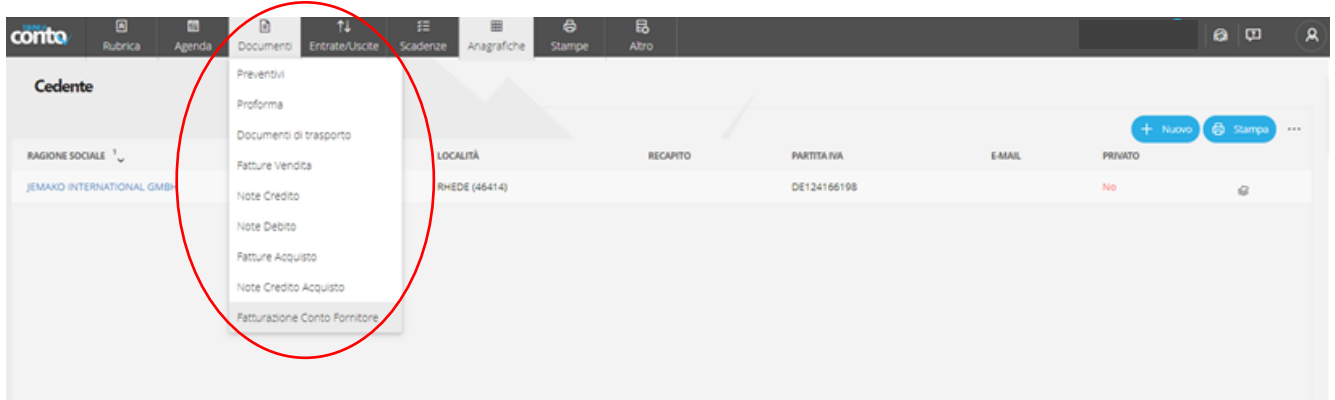 conto
Rubrica
Agenda
Documenti
Entrate/Uscite
Scadenze
Anagrafiche
Stampe
Altro
Cedente
Preventivi
Proforma
Documenti di trasporto
Fatture Vendita
Note Credito
Note Debito
Fatture Acquisto
Note Credito Acquisto
Fatturazione Conto Fornitore
+ Nuovo
Stampa
RAGIONE SOCIALE 1
LOCALITÀ
RECAPITO
PARTITA IVA
E-MAIL
PRIVATO
JEMAKO INTERNATIONAL GMBH
RHEDE (46414)
DE124166198
No